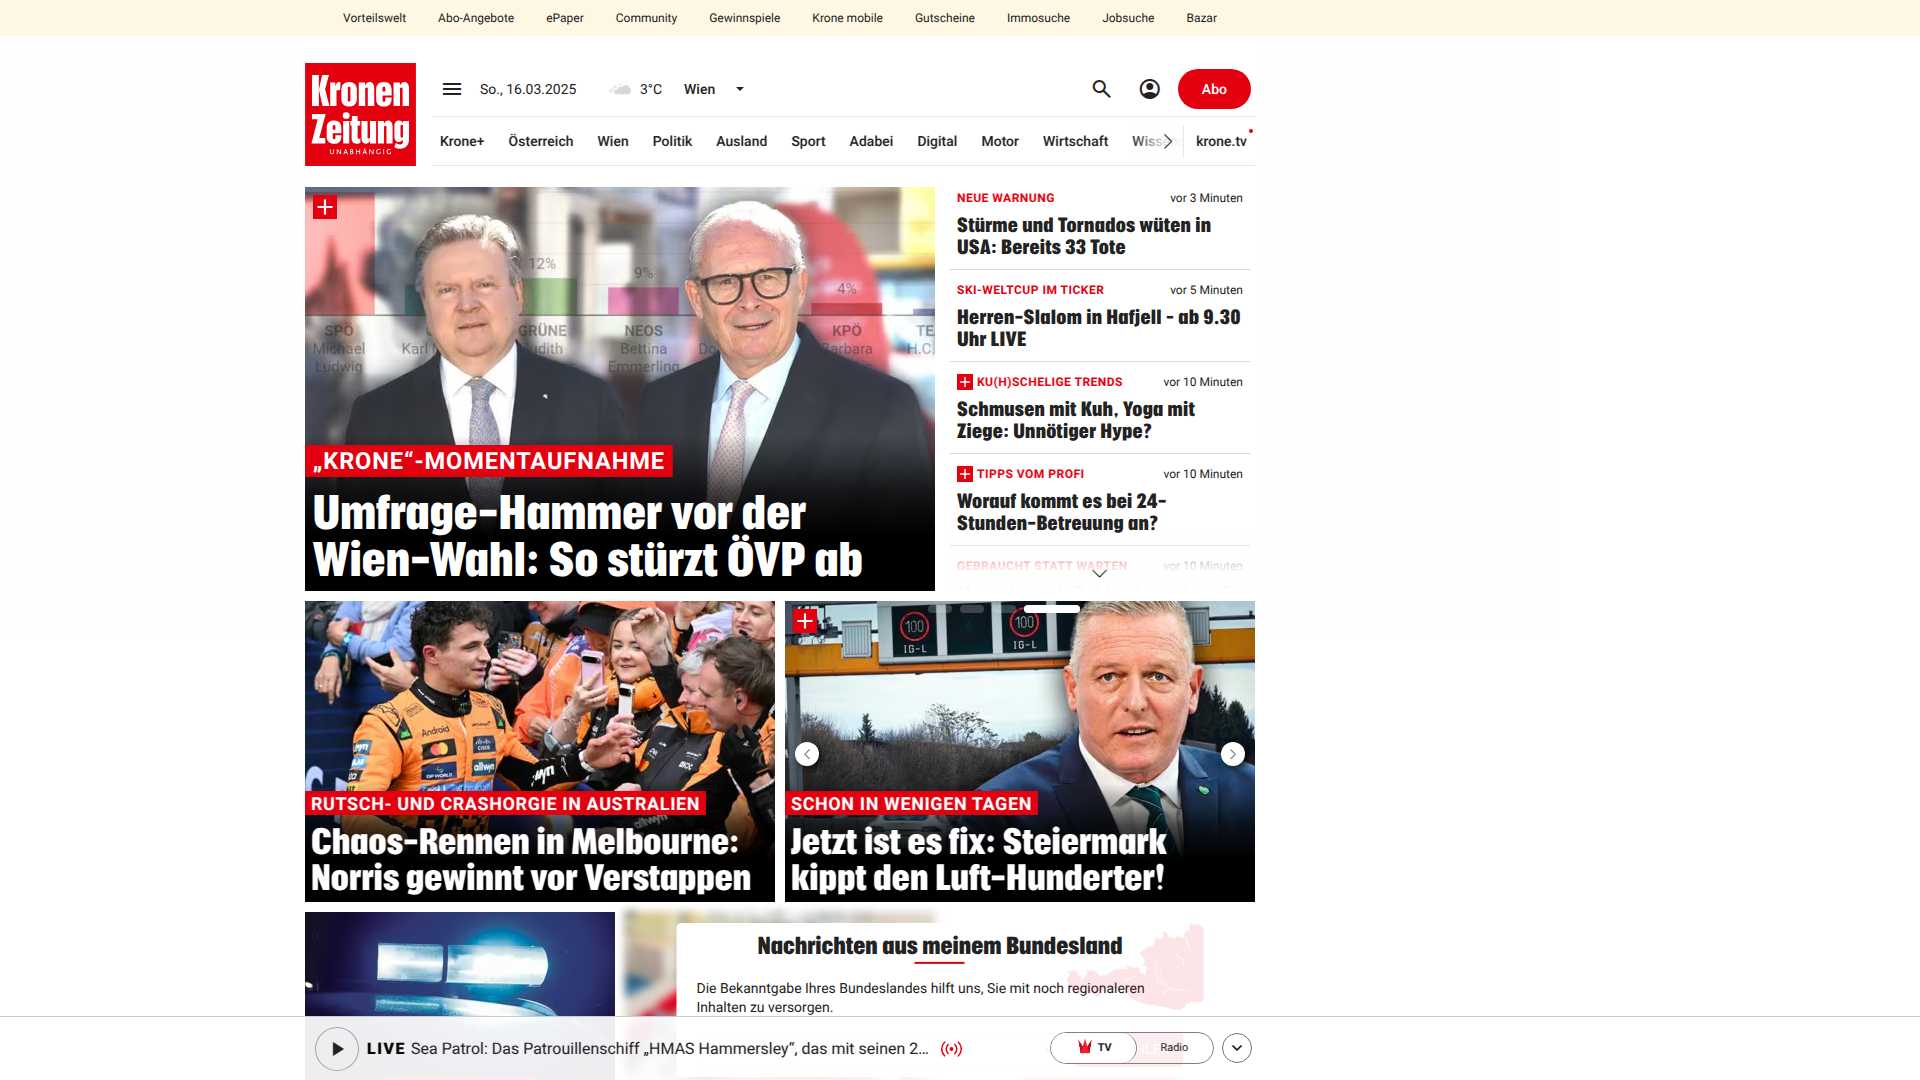 Vorteilswelt Abo-Angebote ePaper Community Gewinnspiele Krone mobile Gutscheine Immosuche Jobsuche Bazar
Kronen
Zeitung
UNABHÄNGIG
So., 16.03.2025 3°C Wien
Abo
Krone+ Österreich Wien Politik Ausland Sport Adabei Digital Motor Wirtschaft krone.tv
12%
9%
4%
SPÖ GRÜNE NEOS KPÖ
Michael Karl Bettina
Ludwig Emmerling
„KRONE“-MOMENTAUFNAHME
Umfrage-Hammer vor der
Wien-Wahl: So stürzt ÖVP ab
NEUE WARNUNG vor 3 Minuten
Stürme und Tornados wüten in
USA: Bereits 33 Tote
SKI-WELTCUP IM TICKER vor 5 Minuten
Herren-Slalom in Hafjell - ab 9.30
Uhr LIVE
KU(H)SCHELIGE TRENDS vor 10 Minuten
Schmusen mit Kuh, Yoga mit
Ziege: Unnötiger Hype?
TIPPS VOM PROFI vor 10 Minuten
Worauf kommt es bei 24-
Stunden-Betreuung an?
GEBRAUCHT STATT WARTEN vor 10 Minuten
Android
RUTSCH- UND CRASHORGIE IN AUSTRALIEN
Chaos-Rennen in Melbourne:
Norris gewinnt vor Verstappen
100 100
IG-L IG-L
SCHON IN WENIGEN TAGEN
Jetzt ist es fix: Steiermark
kippt den Luft-Hunderter!
Nachrichten aus meinem Bundesland
Die Bekanntgabe Ihres Bundeslandes hilft uns, Sie mit noch regionaleren
Inhalten zu versorgen.
LIVE Sea Patrol: Das Patrouillenschiff „HMAS Hammersley“, das mit seinen 2...
TV Radio